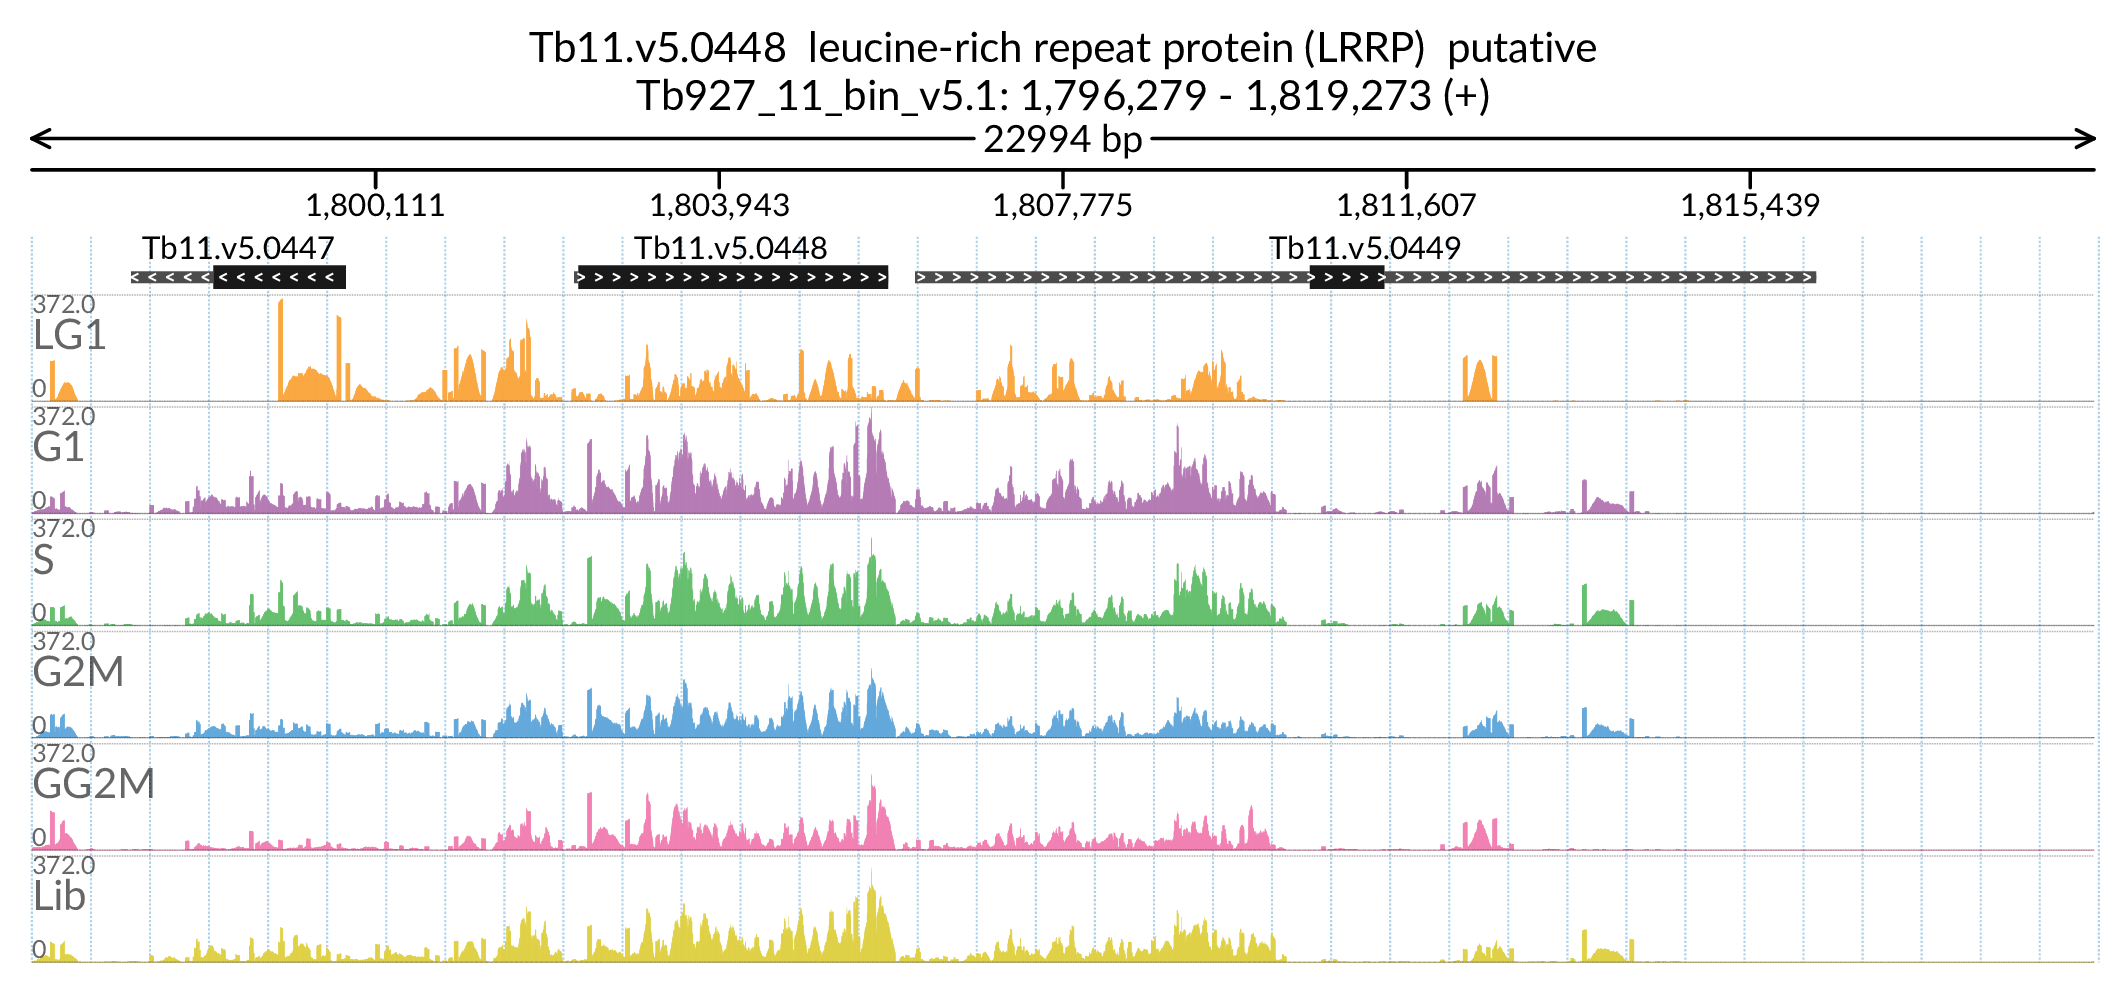 Tb11.v5.0448 leucine-rich repeat protein (LRRP) putative
Tb927_11_bin_v5.1: 1,796,279 - 1,819,273 (+)
22994 bp
1,800,111 1,803,943 1,807,775 1,811,607 1,815,439
Tb11.v5.0447 Tb11.v5.0448 Tb11.v5.0449
372.0
LG1
0
372.0
G1
0
372.0
S
0
372.0
G2M
0
372.0
GG2M
0
372.0
Lib
0